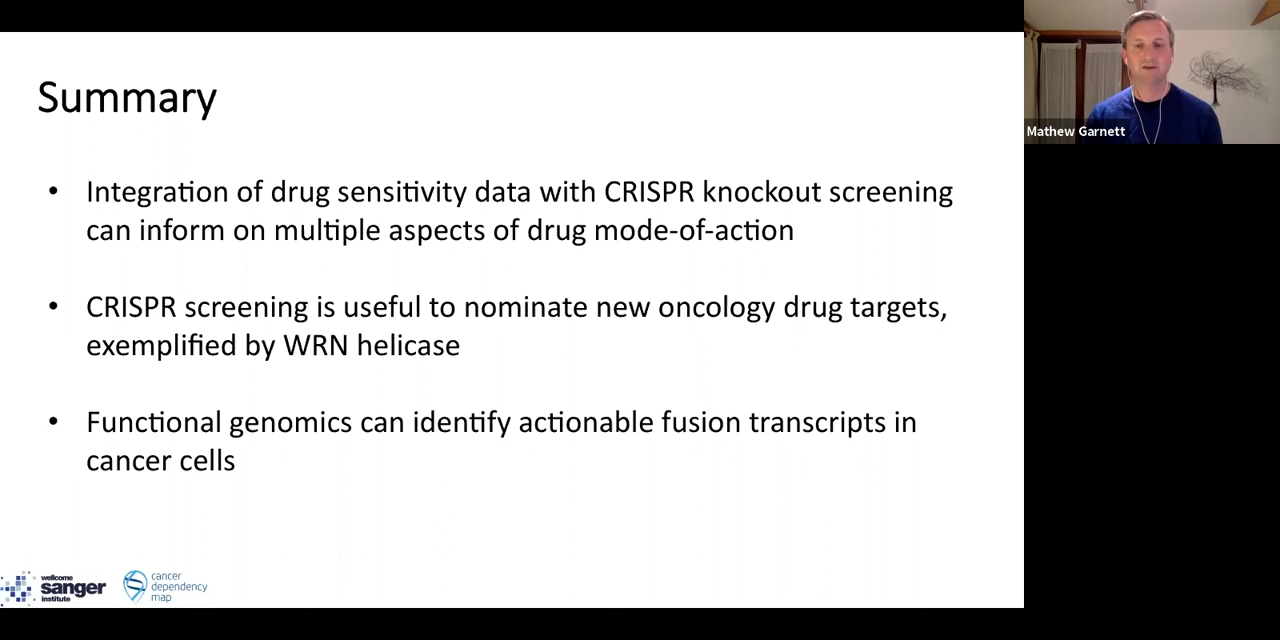 Summary
• Integration of drug sensitivity data with CRISPR knockout screening
can inform on multiple aspects of drug mode-of-action
• CRISPR screening is useful to nominate new oncology drug targets,
exemplified by WRN helicase
• Functional genomics can identify actionable fusion transcripts in
cancer cells
wellcome
sanger
institute
cancer
dependency
map
Mathew Garnett